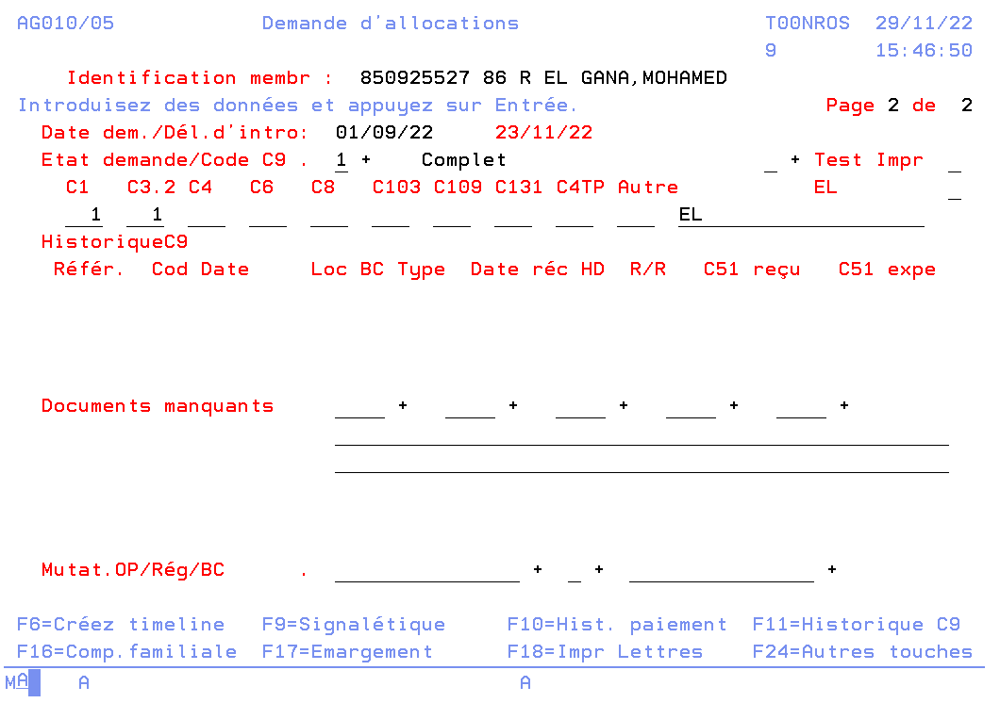 AG010/05 Demande d'allocations T00NROS 29/11/22
9 15:46:50
Identification membr : 850925527 86 R EL GANA,MOHAMED
Introduisez des données et appuyez sur Entrée. Page 2 de 2
Date dem./Dél.d'intro: 01/09/22 23/11/22
Etat demande/Code C9 . 1 + Complet _ + Test Impr _
C1 C3.2 C4 C6 C8 C103 C109 C131 C4TP Autre EL _
1 1 EL
HistoriqueC9
Référ. Cod Date Loc BC Type Date réc HD R/R C51 reçu C51 expe
Documents manquants + + + + +
Mutat.OP/Rég/BC . + + +
F6=Créez timeline F9=Signalétique F10=Hist. paiement F11=Historique C9
F16=Comp.familiale F17=Emargement F18=Impr Lettres F24=Autres touches
MA A A